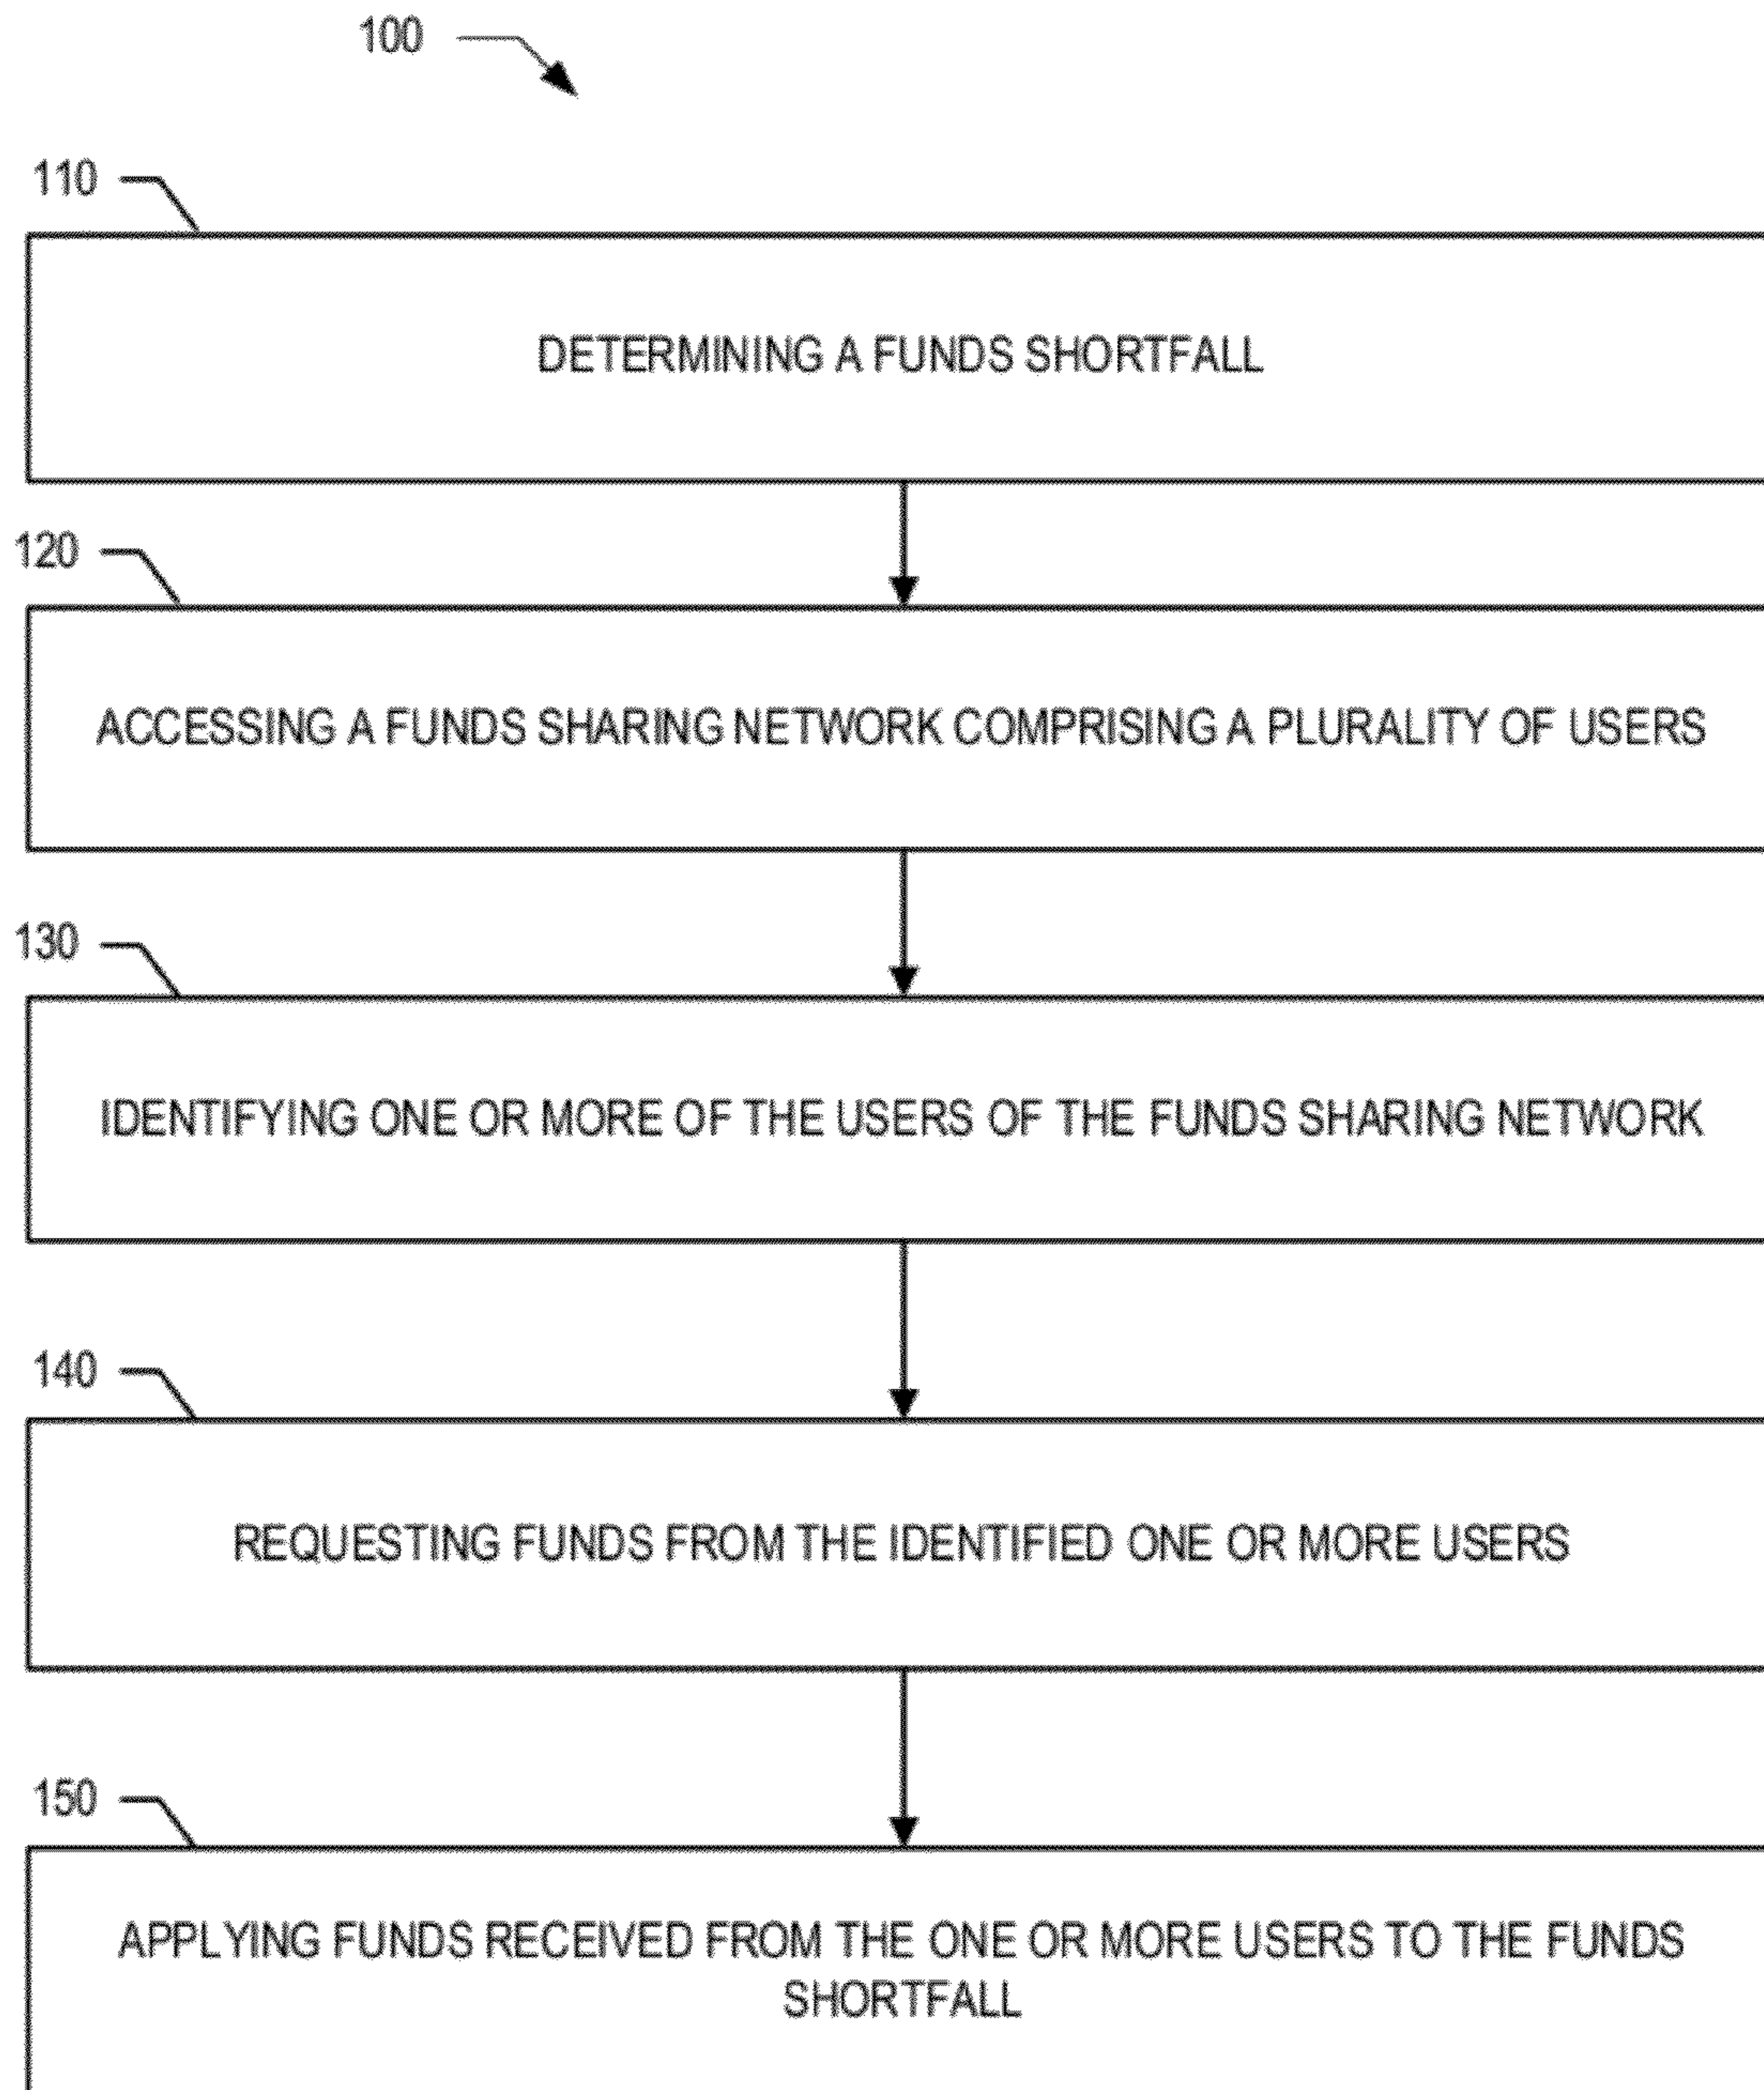 100
110
DETERMINING A FUNDS SHORTFALL
120
ACCESSING A FUNDS SHARING NETWORK COMPRISING A PLURALITY OF USERS
130
IDENTIFYING ONE OR MORE OF THE USERS OF THE FUNDS SHARING NETWORK
140
REQUESTING FUNDS FROM THE IDENTIFIED ONE OR MORE USERS
150
APPLYING FUNDS RECEIVED FROM THE ONE OR MORE USERS TO THE FUNDS
SHORTFALL